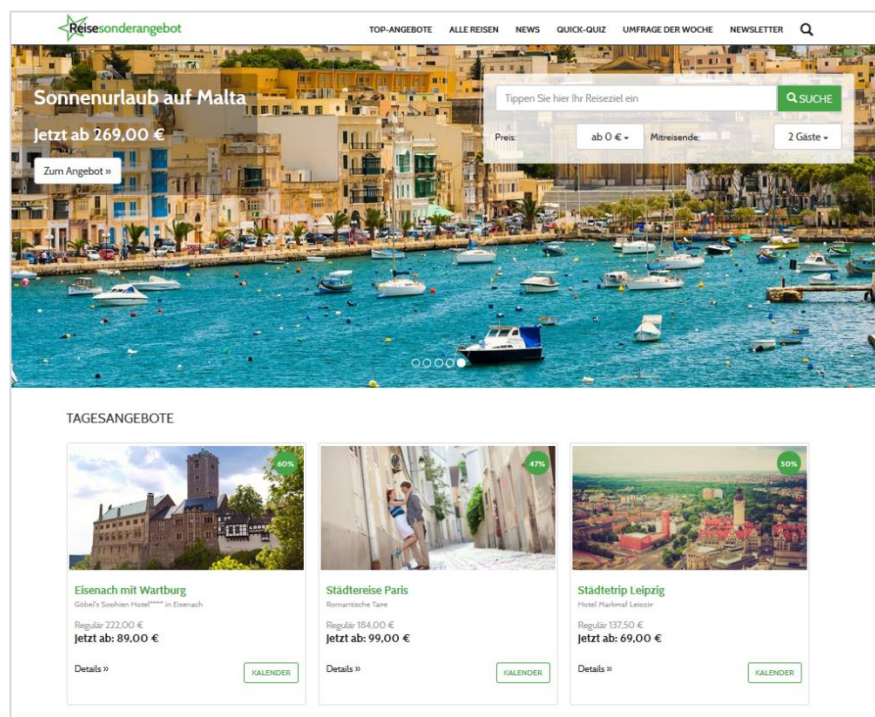 Reisesonderangebot
TOP-ANGEBOTE ALLE REISEN NEWS QUICK-QUIZ UMFRAGE DER WOCHE NEWSLETTER
Sonnenurlaub auf Malta
Jetzt ab 269,00 €
Zum Angebot »
Tippen Sie hier Ihr Reiseziel ein
SUCHE
Preis: ab 0 € Mitreisende: 2 Gäste
TAGESANGEBOTE
60%
Eisenach mit Wartburg
Göbel's Sophien Hotel**** in Eisenach
Regulär 222,00 €
Jetzt ab: 89,00 €
Details »
KALENDER
47%
Städtereise Paris
Romantische Tage
Regulär 184,00 €
Jetzt ab: 99,00 €
Details »
KALENDER
50%
Städtetrip Leipzig
Hotel Markgraf Leipzig
Regulär 137,50 €
Jetzt ab: 69,00 €
Details »
KALENDER